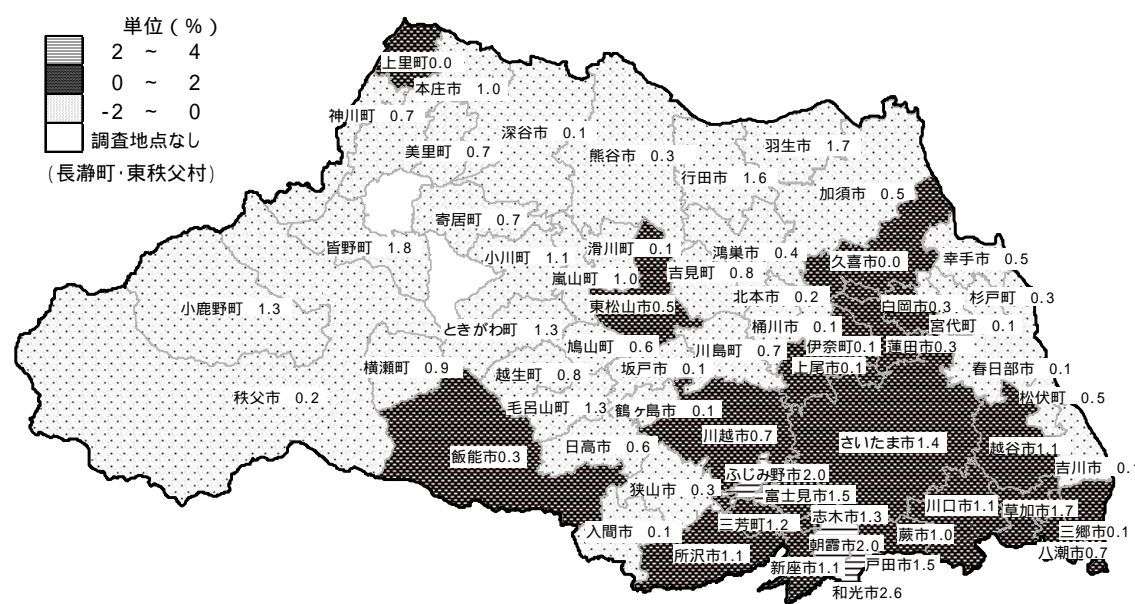 単位(%)
2 ~ 4
0 ~ 2
-2 ~ 0
調査地点なし
(長瀞町・東秩父村)
上里町0.0
本庄市 1.0
神川町 0.7
深谷市 0.1
美里町 0.7
熊谷市 0.3
羽生市 1.7
行田市 1.6
加須市 0.5
寄居町 0.7
皆野町 1.8
小川町 1.1
滑川町 0.1
鴻巣市 0.4
久喜市0.0
幸手市 0.5
嵐山町 1.0
吉見町 0.8
小鹿野町 1.3
東松山市0.5
北本市 0.2
白岡市0.3
杉戸町 0.3
ときがわ町 1.3
桶川市 0.1
宮代町 0.1
鳩山町 0.6
川島町 0.7
伊奈町0.1
蓮田市0.3
横瀬町 0.9
越生町 0.8
坂戸市 0.1
上尾市0.1
春日部市 0.1
秩父市 0.2
毛呂山町 1.3
鶴ヶ島市 0.1
松伏町 0.5
日高市 0.6
川越市0.7
さいたま市1.4
越谷市1.1
飯能市0.3
吉川市 0.1
ふじみ野市2.0
狭山市 0.3
富士見市1.5
川口市1.1
草加市1.7
入間市 0.1
三芳町1.2
志木市1.3
蕨市1.0
三郷市0.1
所沢市1.1
朝霞市2.0
八潮市0.7
新座市1.1
戸田市1.5
和光市2.6